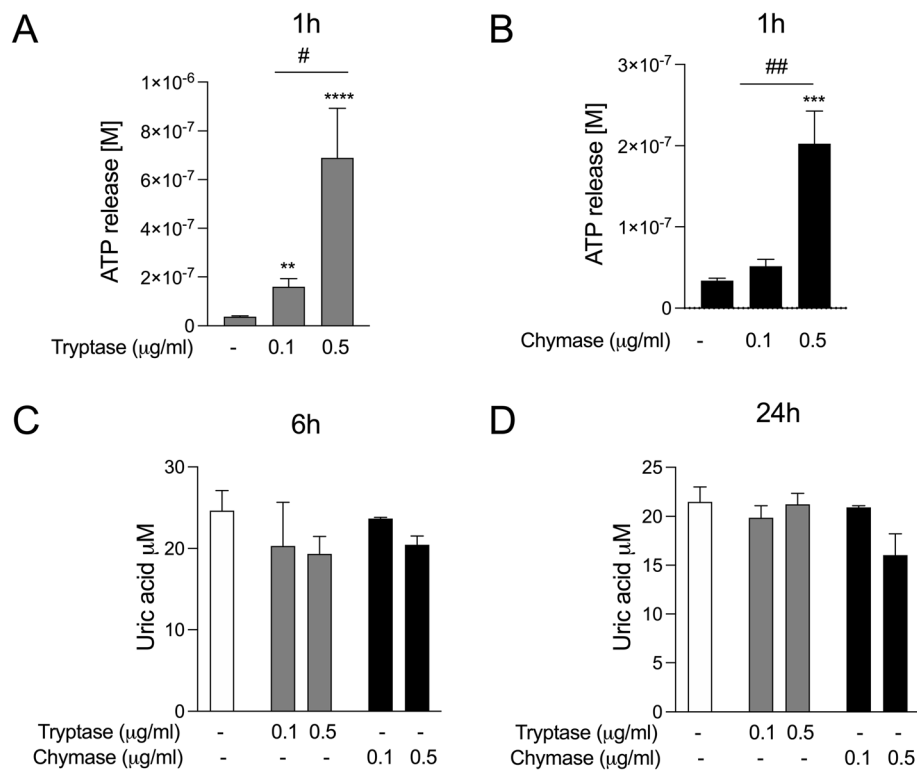 A
1h
#
1×10⁻⁶
8×10⁻⁷
6×10⁻⁷
4×10⁻⁷
2×10⁻⁷
0
ATP release [M]
**
****
Tryptase (μg/ml) - 0.1 0.5
B
1h
##
3×10⁻⁷
2×10⁻⁷
1×10⁻⁷
0
ATP release [M]
***
Chymase (μg/ml) - 0.1 0.5
C
6h
30
20
10
0
Uric acid μM
Tryptase (μg/ml) - 0.1 0.5 - -
Chymase (μg/ml) - - - 0.1 0.5
D
24h
25
20
15
10
5
0
Uric acid μM
Tryptase (μg/ml) - 0.1 0.5 - -
Chymase (μg/ml) - - - 0.1 0.5